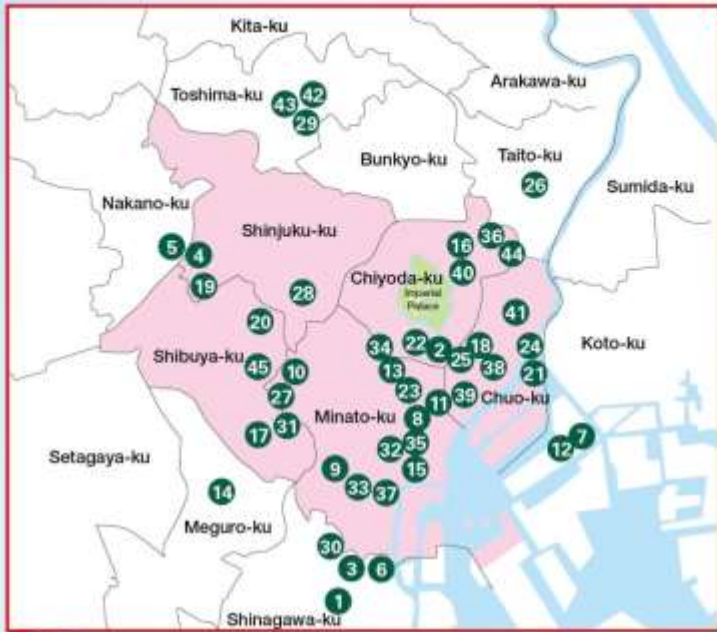 Kita-ku
42
Toshima-ku
43
Arakawa-ku
29
Bunkyo-ku
Taito-ku
26
Sumida-ku
Nakano-ku
Shinjuku-ku
36
5
16
4
44
Chiyoda-ku
40
19
28
Imperial
Palace
41
20
Koto-ku
22
18
24
34
2
25
Shibuya-ku
45
10
13
38
21
23
39
27
11
Chuo-ku
Minato-ku
8
31
17
7
35
12
32
Setagaya-ku
9
15
33
37
14
Meguro-ku
30
3
6
1
Shinagawa-ku